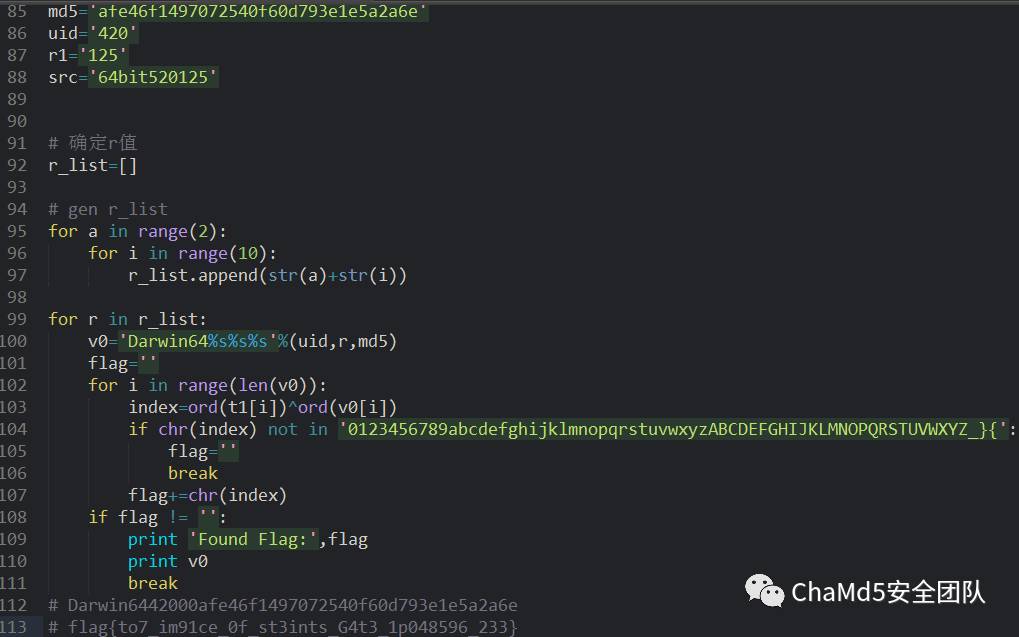 85 md5='afe46f1497072540f60d793e1e5a2a6e'
86 uid='420'
87 r1='125'
88 src='64bit520125'
89
90
91 # 确定r值
92 r_list=[]
93
94 # gen r_list
95 for a in range(2):
96     for i in range(10):
97         r_list.append(str(a)+str(i))
98
99 for r in r_list:
100     v0='Darwin64%s%s%s'%(uid,r,md5)
101     flag=''
102     for i in range(len(v0)):
103         index=ord(t1[i])^ord(v0[i])
104         if chr(index) not in '0123456789abcdefghijklmnopqrstuvwxyzABCDEFGHIJKLMNOPQRSTUVWXYZ_}{':
105             flag=''
106             break
107         flag+=chr(index)
108     if flag != '':
109         print 'Found Flag:',flag
110         print v0
111         break
112 # Darwin6442000afe46f1497072540f60d793e1e5a2a6e
113 # flag{to7_im91ce_0f_st3ints_G4t3_1p048596_233}
ChaMd5安全团队